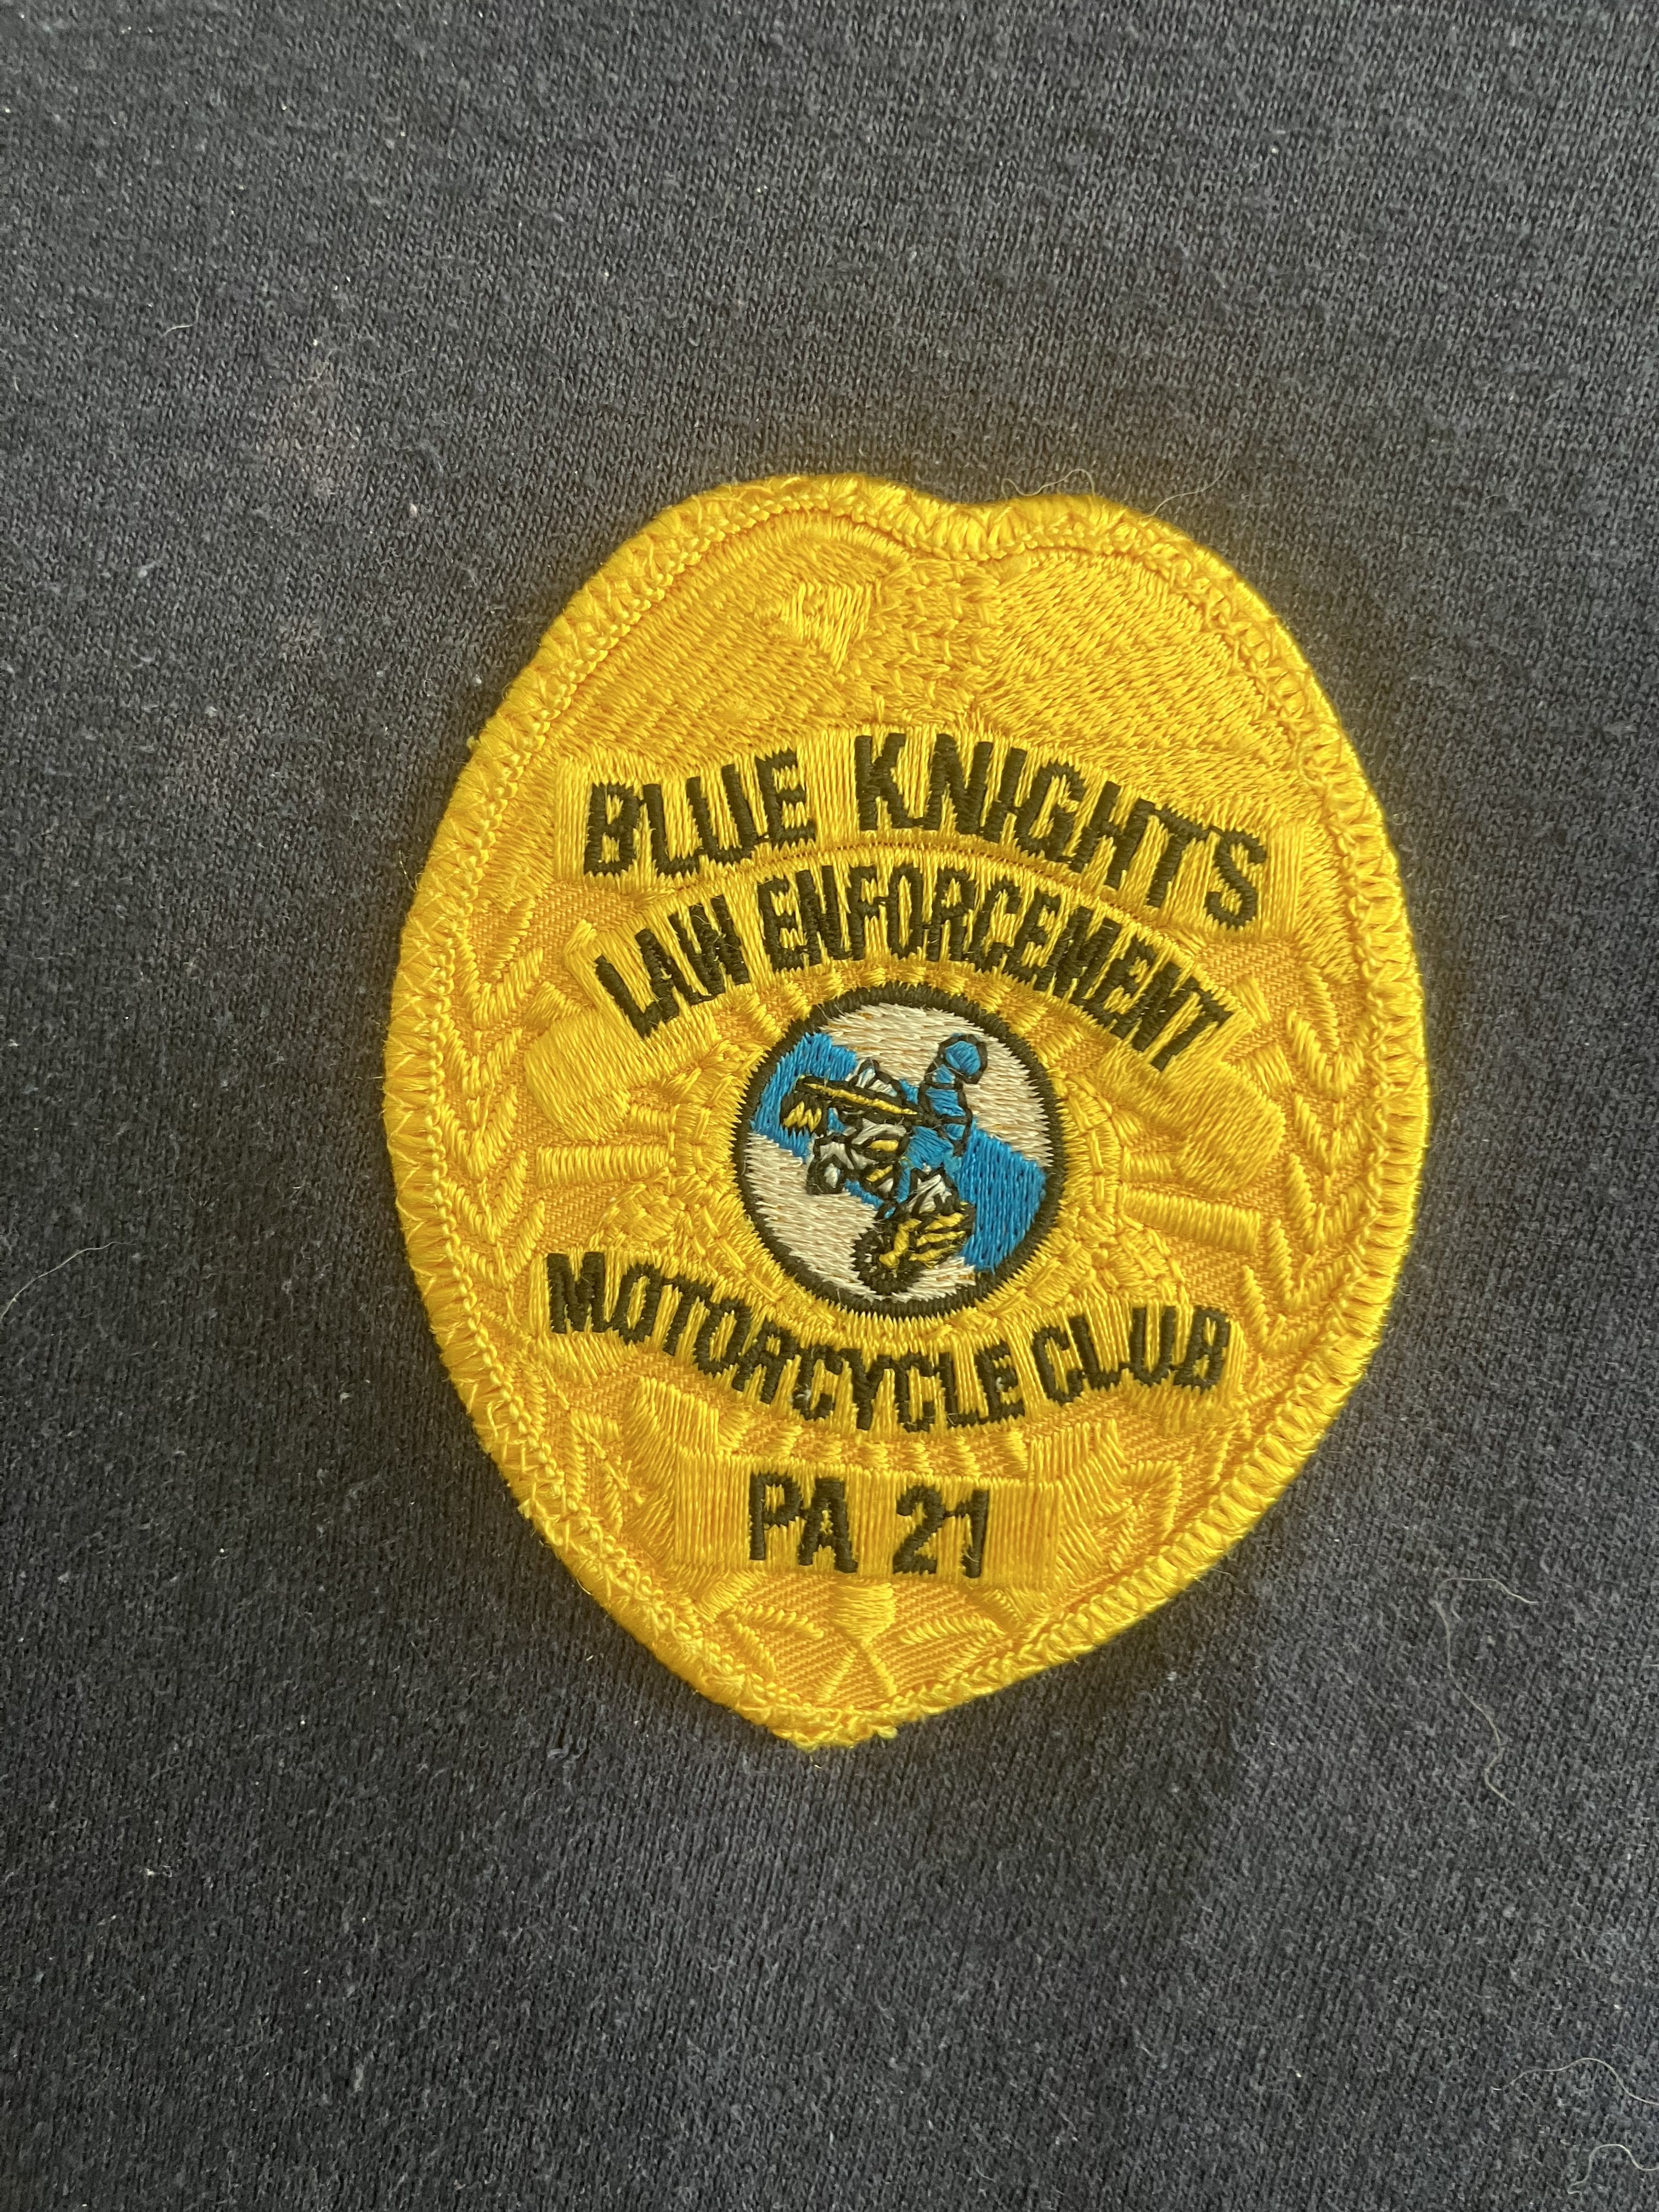 BLUE KNIGHTS
LAW ENFORCEMENT
MOTORCYCLE CLUB
PA 21